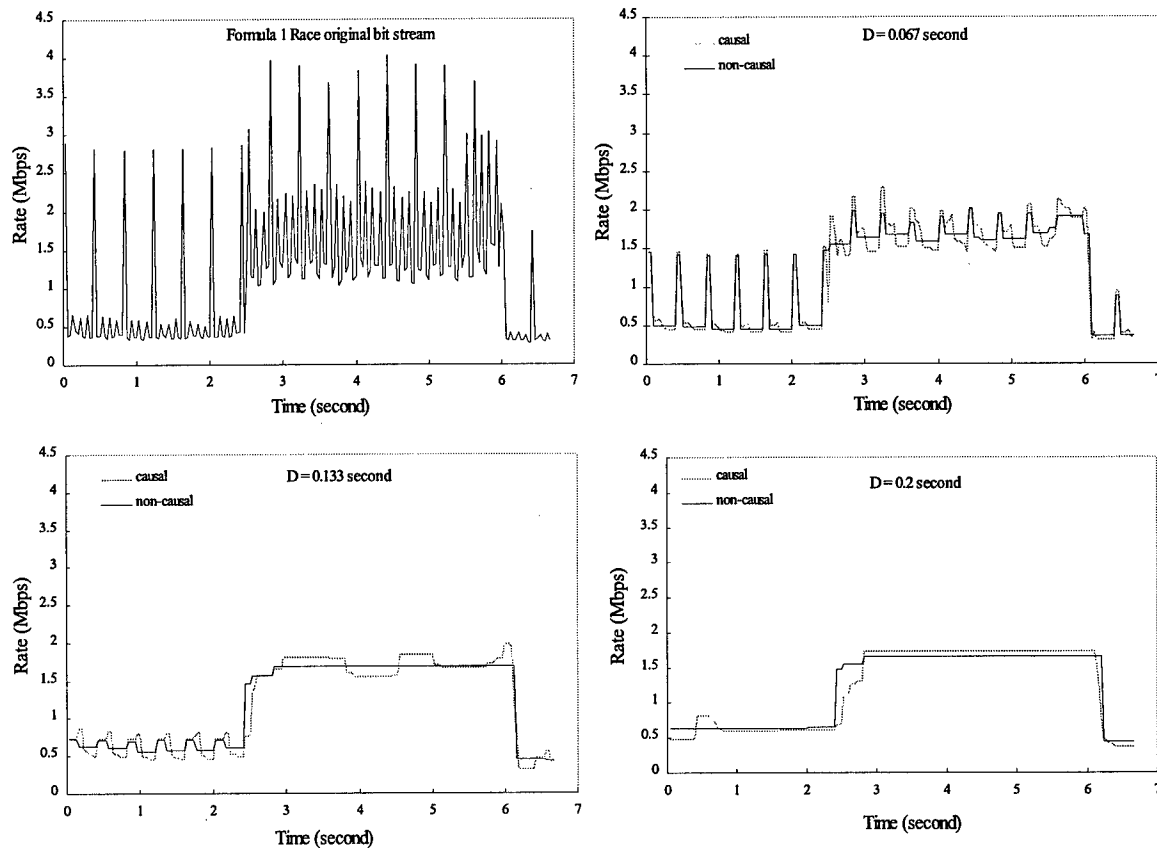 Formula 1 Race original bit stream
Rate (Mbps)
4.5
4
3.5
3
2.5
2
1.5
1
0.5
0
0 1 2 3 4 5 6 7
Time (second)
D = 0.067 second
causal
non-causal
Rate (Mbps)
4.5
4
3.5
3
2.5
2
1.5
1
0.5
0
0 1 2 3 4 5 6 7
Time (second)
D = 0.133 second
causal
non-causal
Rate (Mbps)
4.5
4
3.5
3
2.5
2
1.5
1
0.5
0
0 1 2 3 4 5 6 7
Time (second)
D = 0.2 second
causal
non-causal
Rate (Mbps)
4.5
4
3.5
3
2.5
2
1.5
1
0.5
0
0 1 2 3 4 5 6 7
Time (second)